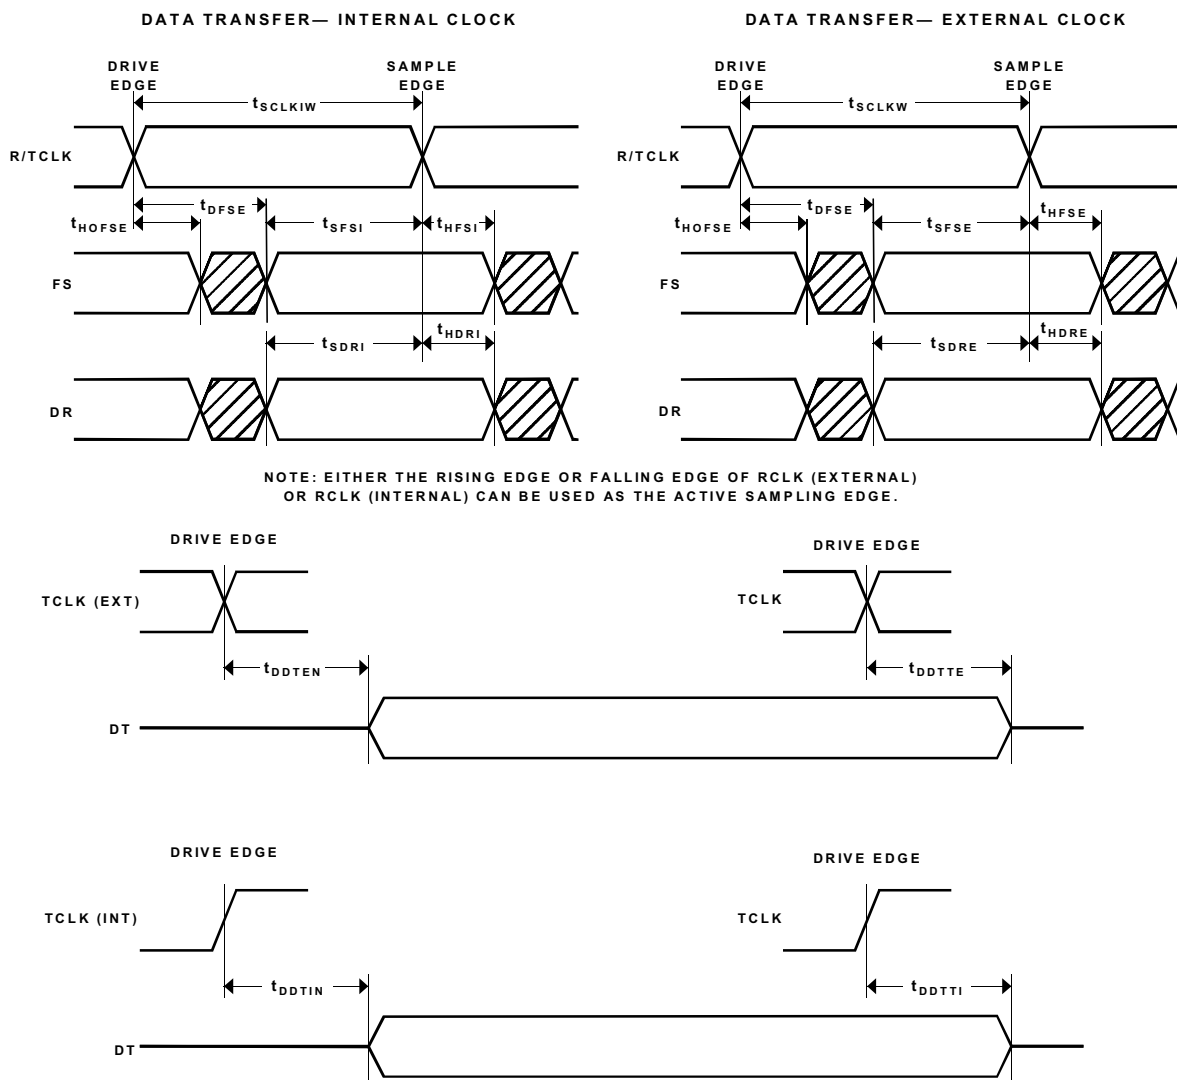 DATA TRANSFER— INTERNAL CLOCK
DATA TRANSFER— EXTERNAL CLOCK
DRIVE EDGE
SAMPLE EDGE
tSCLKIW
R/TCLK
tDFSE
tHOFSE
tSFSI
tHFSI
FS
tSDRI
tHDRI
DR
DRIVE EDGE
SAMPLE EDGE
tSCLKW
R/TCLK
tDFSE
tHOFSE
tSFSE
tHFSE
FS
tSDRE
tHDRE
DR
NOTE: EITHER THE RISING EDGE OR FALLING EDGE OF RCLK (EXTERNAL)
OR RCLK (INTERNAL) CAN BE USED AS THE ACTIVE SAMPLING EDGE.
DRIVE EDGE
DRIVE EDGE
TCLK (EXT)
TCLK
tDDTEN
tDDTTE
DT
DRIVE EDGE
DRIVE EDGE
TCLK (INT)
TCLK
tDDTIN
tDDTTI
DT